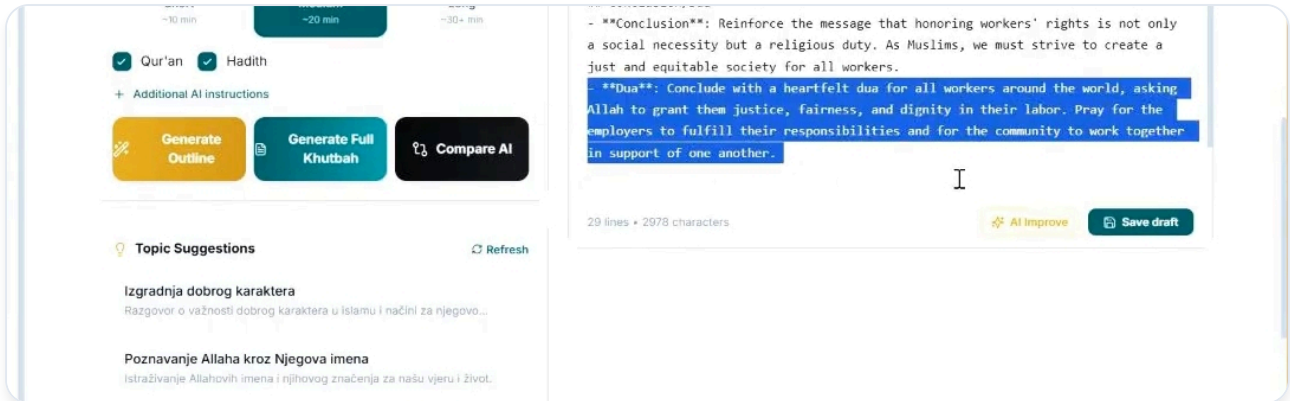 ~10 min
~20 min
~30+ min
Qur'an
Hadith
+ Additional AI instructions
Generate
Outline
Generate Full
Khutbah
Compare AI
Topic Suggestions
Refresh
Izgradnja dobrog karaktera
Razgovor o važnosti dobrog karaktera u islamu i načini za njegovo...
Poznavanje Allaha kroz Njegova imena
Istraživanje Allahovih imena i njihovog značenja za našu vjeru i život.
- **Conclusion**: Reinforce the message that honoring workers' rights is not only
a social necessity but a religious duty. As Muslims, we must strive to create a
just and equitable society for all workers.
- **Dua**: Conclude with a heartfelt dua for all workers around the world, asking
Allah to grant them justice, fairness, and dignity in their labor. Pray for the
employers to fulfill their responsibilities and for the community to work together
in support of one another.
29 lines • 2978 characters
AI Improve
Save draft